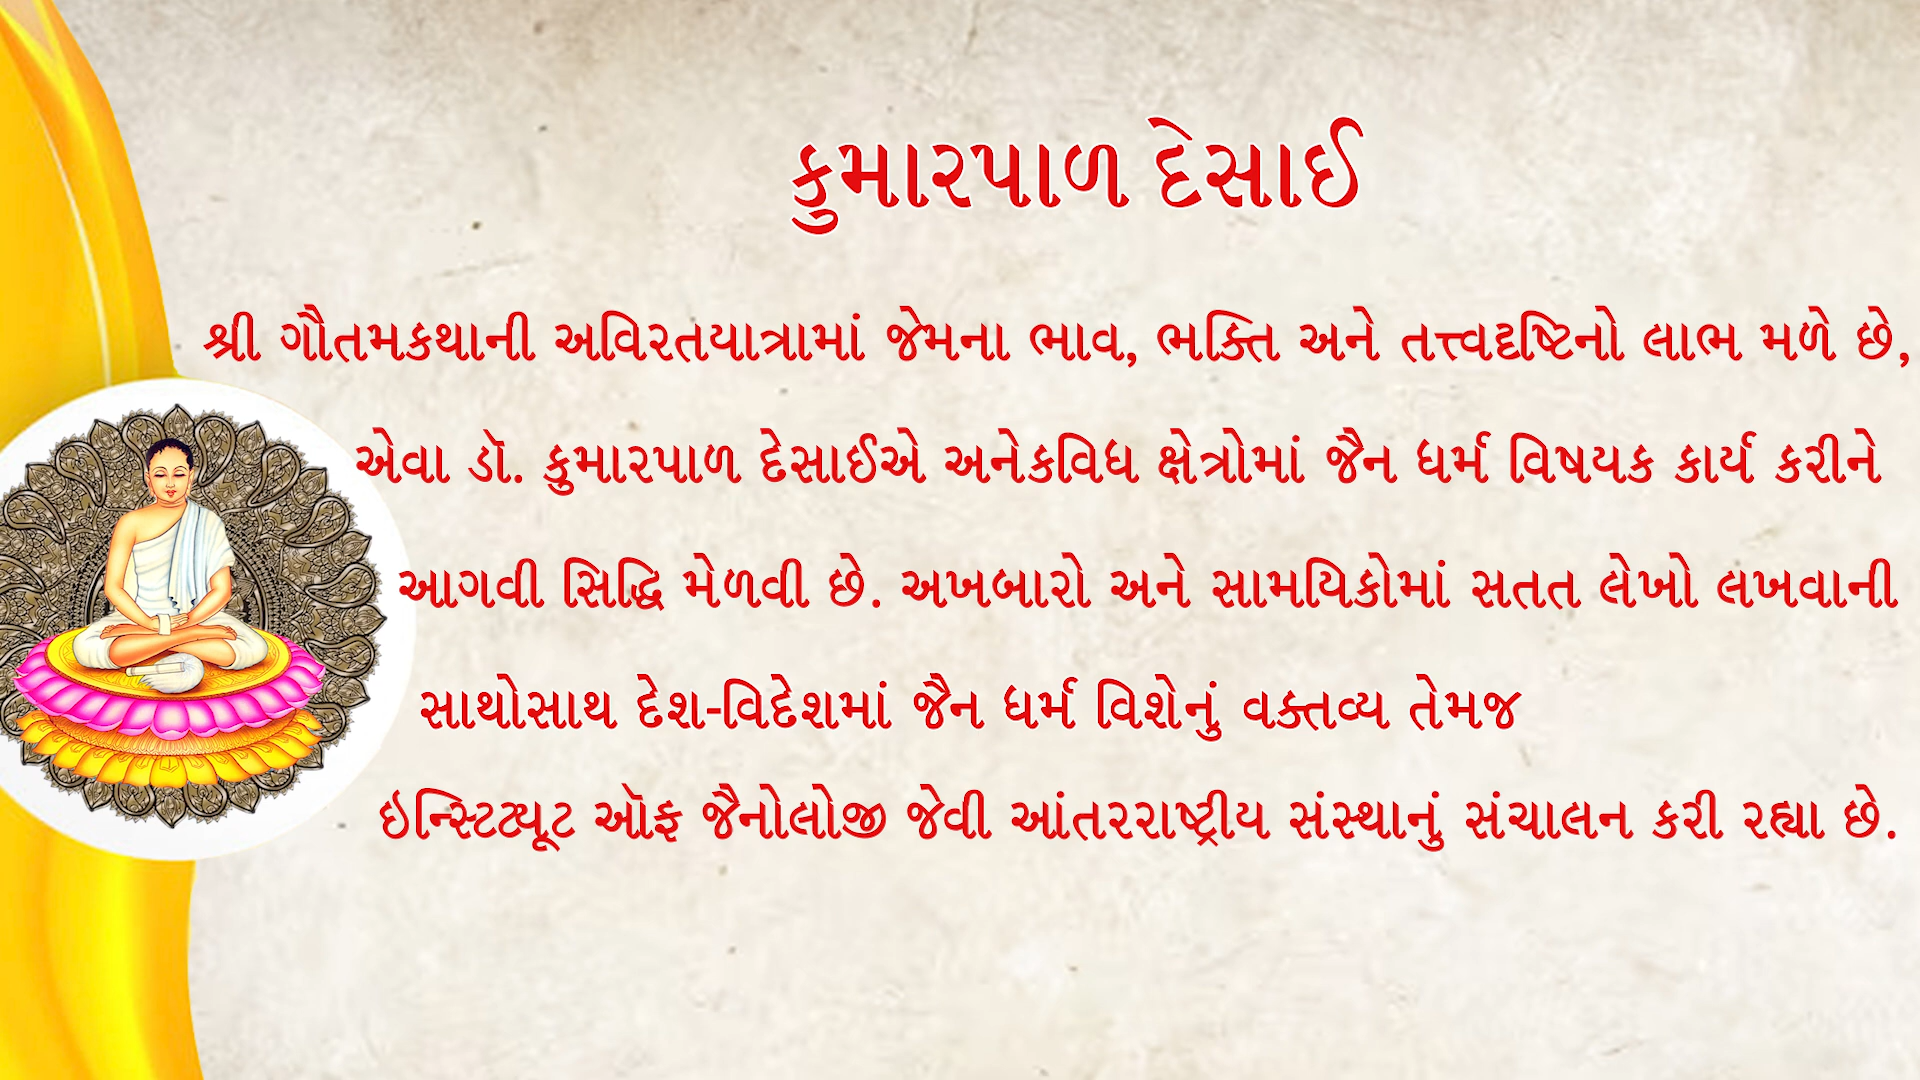 કુમારપાળ દેસાઈ
શ્રી ગૌતમકથાની અવિરતયાત્રામાં જેમના ભાવ, ભક્તિ અને તત્ત્વદૃષ્ટિનો લાભ મળે છે,
એવા ડૉ. કુમારપાળ દેસાઈએ અનેકવિધ ક્ષેત્રોમાં જૈન ધર્મ વિષયક કાર્ય કરીને
આગવી સિદ્ધિ મેળવી છે. અખબારો અને સામયિકોમાં સતત લેખો લખવાની
સાથોસાથ દેશ-વિદેશમાં જૈન ધર્મ વિશેનું વક્તવ્ય તેમજ
ઇન્સ્ટિટ્યૂટ ઑફ જૈનોલોજી જેવી આંતરરાષ્ટ્રીય સંસ્થાનું સંચાલન કરી રહ્યા છે.